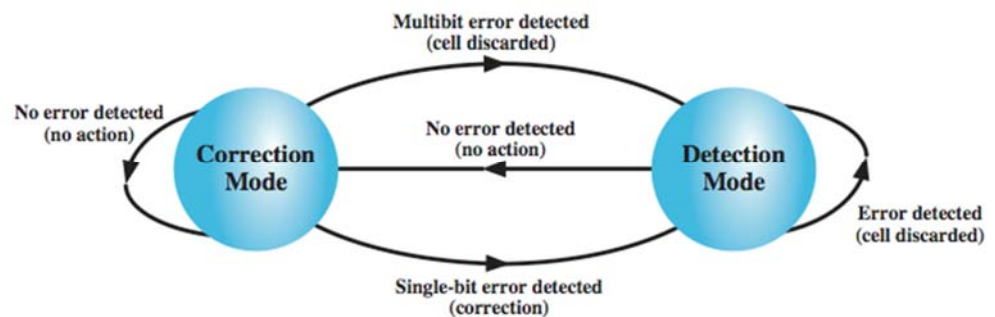 Multibit error detected
(cell discarded)
No error detected
(no action)
No error detected
(no action)
Correction
Mode
Detection
Mode
Error detected
(cell discarded)
Single-bit error detected
(correction)